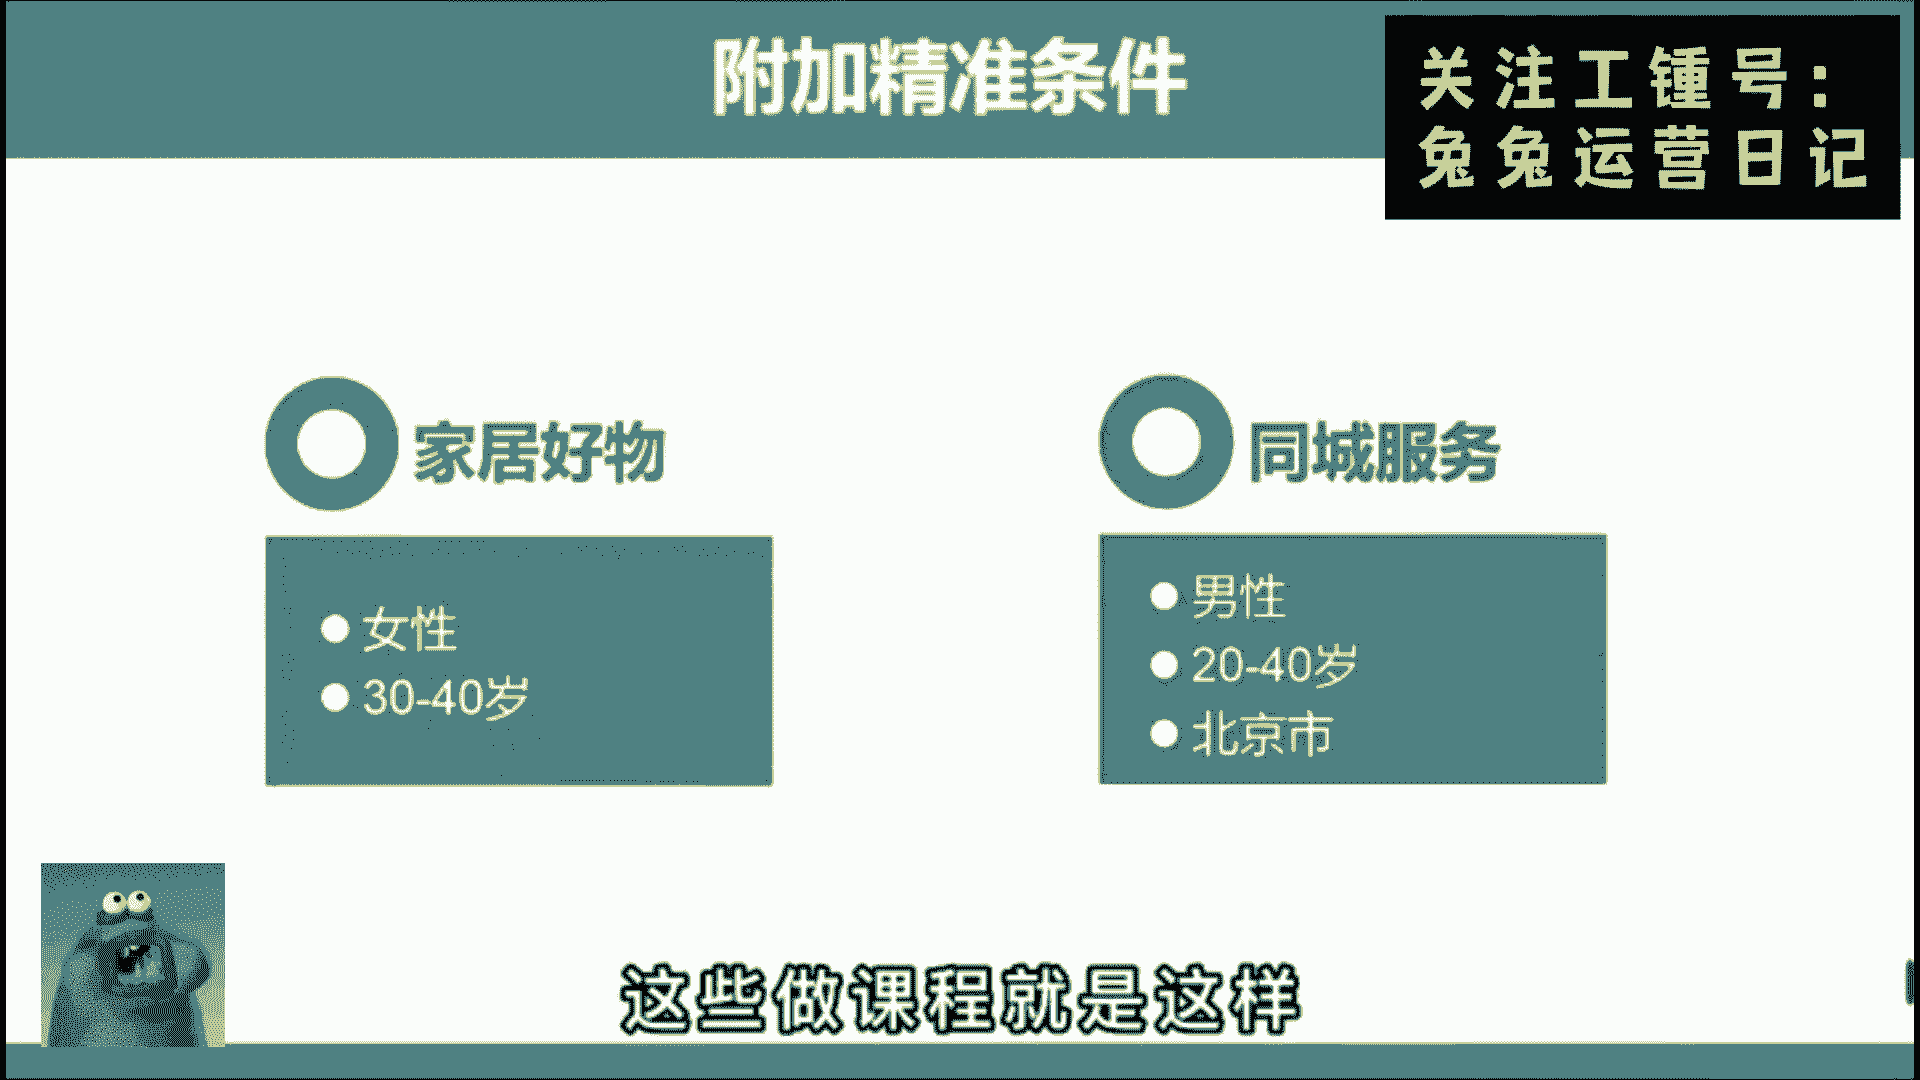 附加精准条件
关注工锺号：
兔兔运营日记
家居好物
女性
30-40岁
同城服务
男性
20-40岁
北京市
这些做课程就是这样